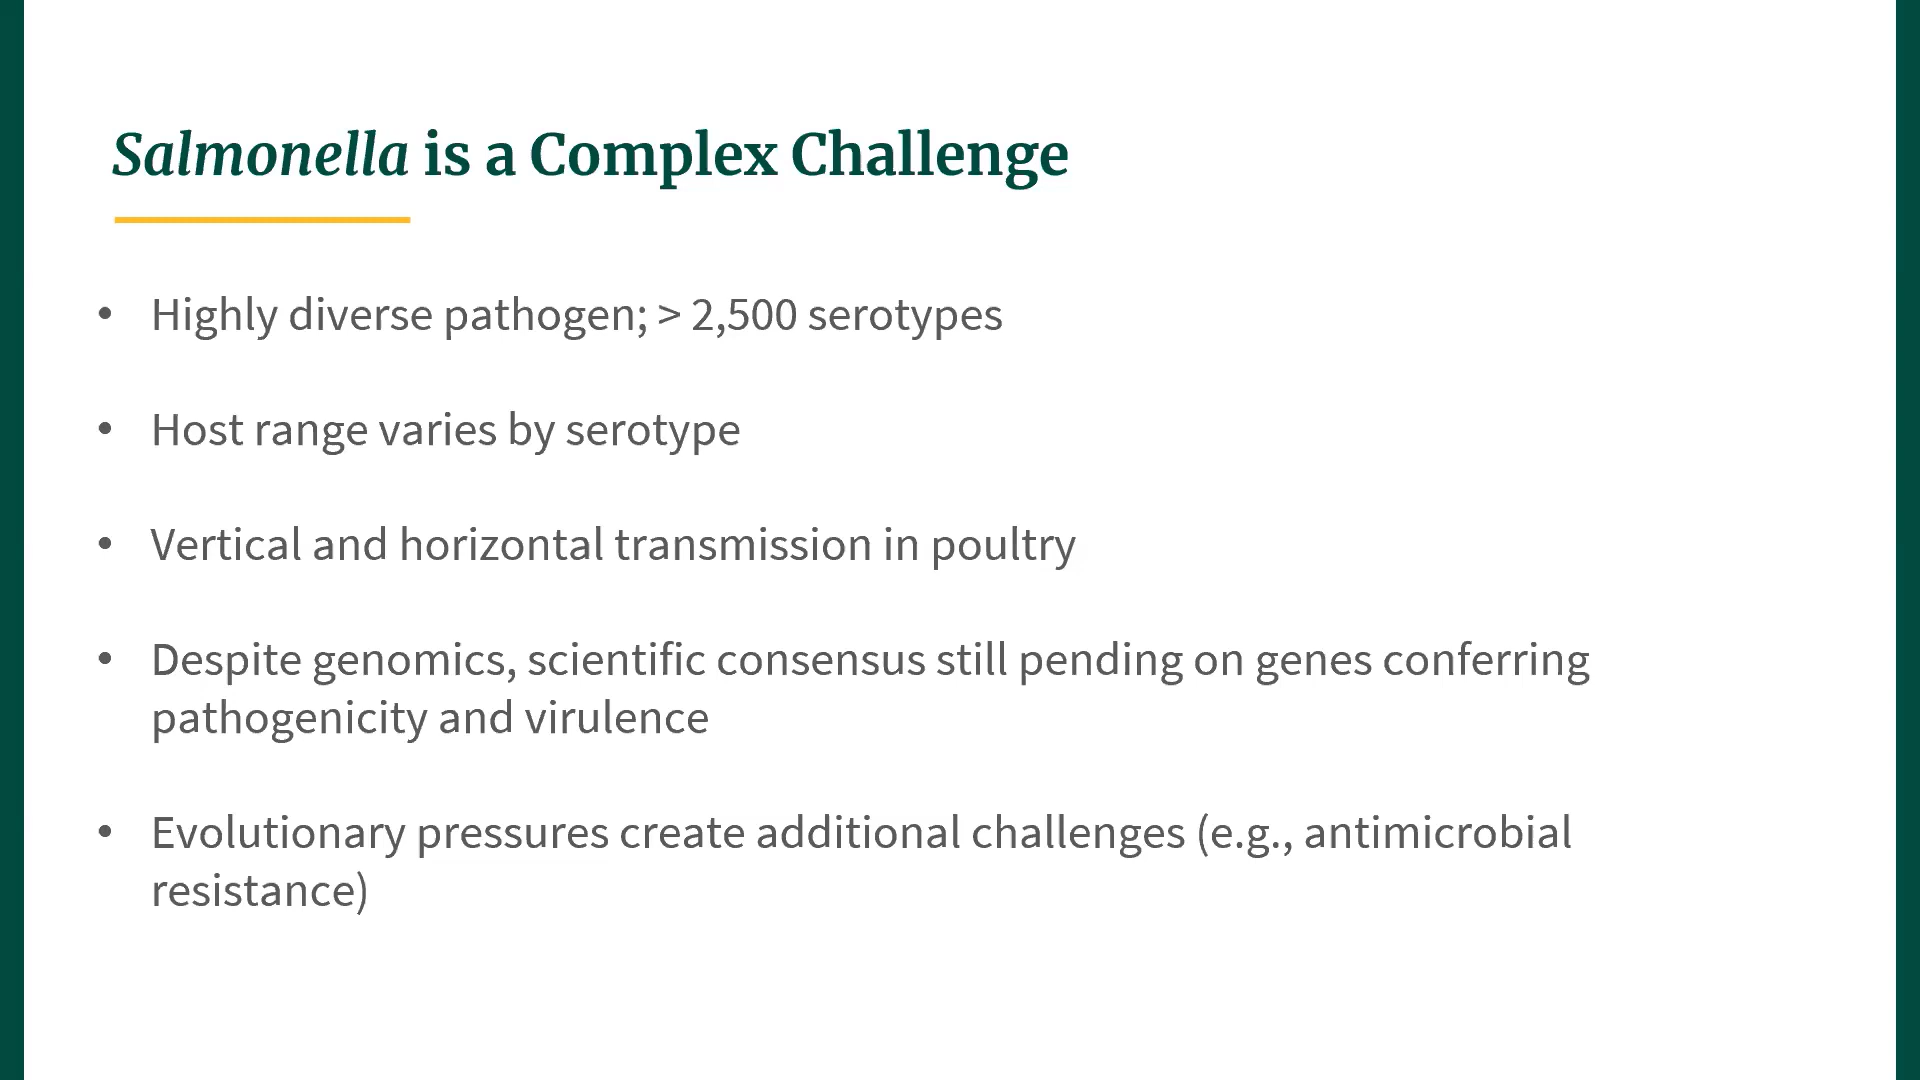 Salmonella is a Complex Challenge
• Highly diverse pathogen; > 2,500 serotypes
• Host range varies by serotype
• Vertical and horizontal transmission in poultry
• Despite genomics, scientific consensus still pending on genes conferring
pathogenicity and virulence
• Evolutionary pressures create additional challenges (e.g., antimicrobial
resistance)